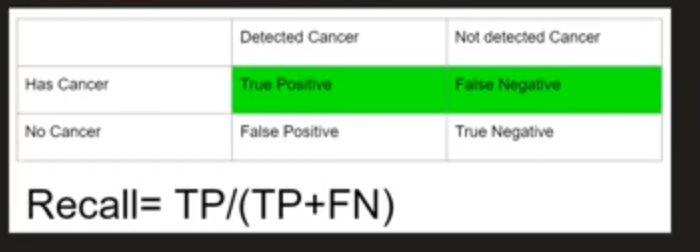 Detected Cancer Not detected Cancer
Has Cancer True Positive False Negative
No Cancer False Positive True Negative
Recall= TP/(TP+FN)